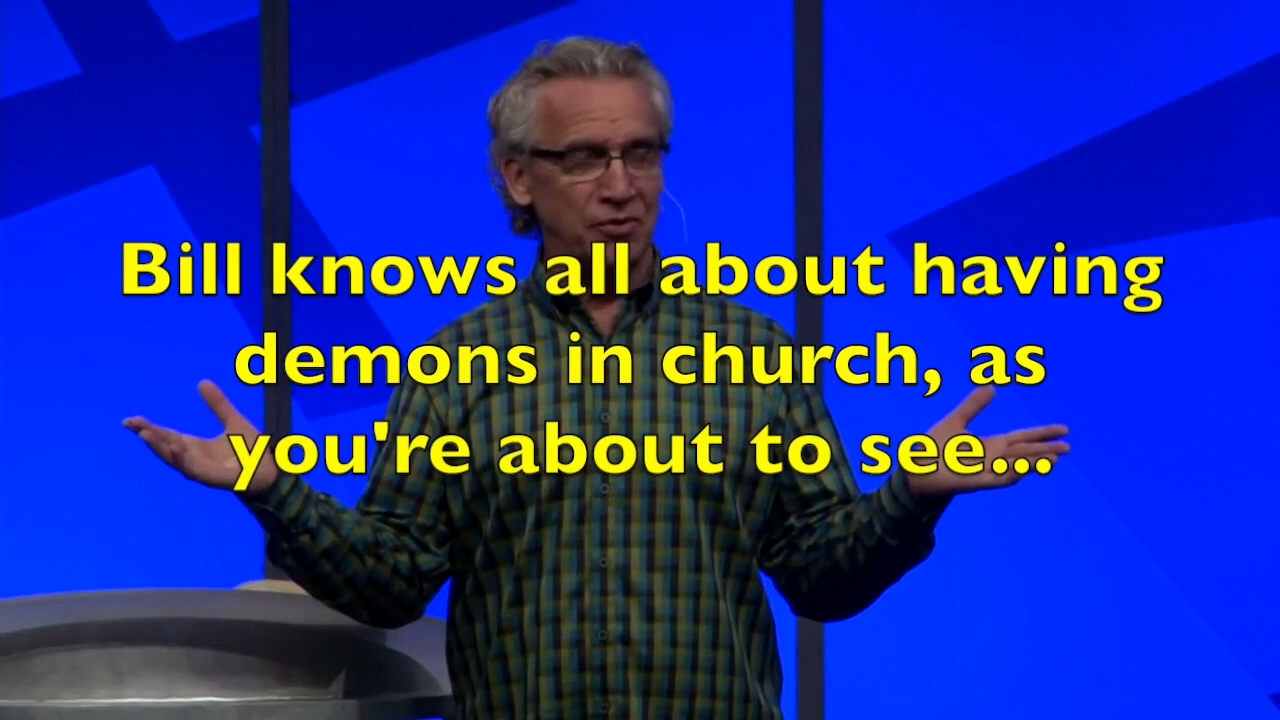 Bill knows all about having
demons in church, as
you're about to see...